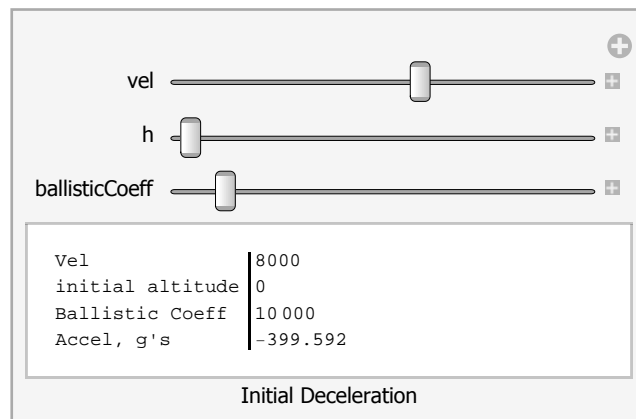 vel
h
ballisticCoeff
Vel 8000
initial altitude 0
Ballistic Coeff 10 000
Accel, g's -399.592
Initial Deceleration